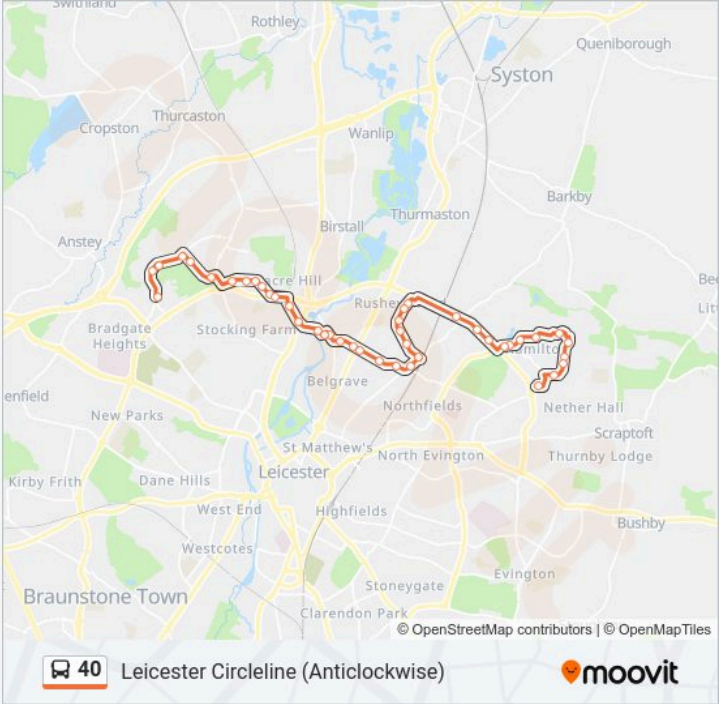 Swithland
Rothley
Queniborough
Syston
Thurcaston
Cropston
Wanlip
Barkby
Thurmaston
Birstall
Anstey
acre Hill
Rushe
Bradgate
Heights
Stocking Farm
Hamilton
Belgrave
enfield
New Parks
Northfields
Nether Hall
Scraptoft
St Matthew's
North Evington
Thurnby Lodge
Leicester
Kirby Frith
Dane Hills
West End
Highfields
Bushby
Westcotes
Evington
Stoneygate
Braunstone Town
Clarendon Park
© OpenStreetMap contributors | © OpenMapTiles
40 Leicester Circleline (Anticlockwise)
moovit